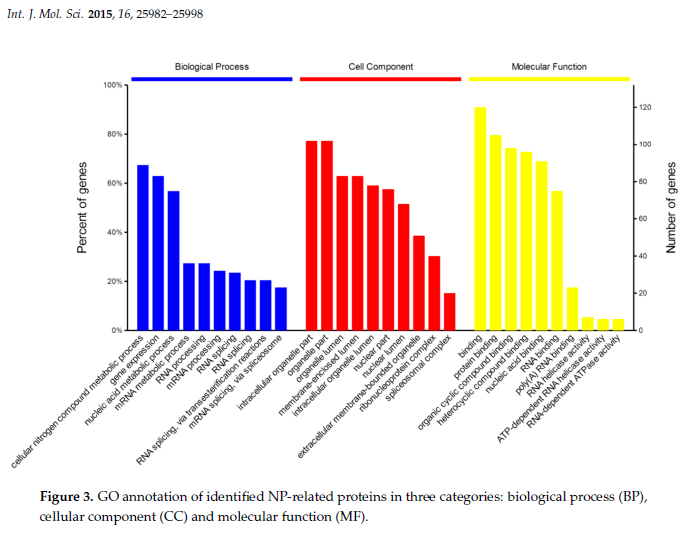 Int. J. Mol. Sci. 2015, 16, 25982–25998
Biological Process
Cell Component
Molecular Function
Percent of genes
100%
80%
60%
40%
20%
0%
120
100
80
60
40
20
0
Number of genes
cellular nitrogen compound metabolic process
gene expression
nucleic acid metabolic process
mRNA metabolic process
RNA processing
mRNA processing
RNA splicing
RNA splicing
RNA splicing, via transesterification reactions
mRNA splicing, via spliceosome
intracellular organelle part
organelle part
organelle lumen
membrane-enclosed lumen
intracellular organelle lumen
nuclear part
nuclear lumen
extracellular membrane-bounded organelle
ribonucleoprotein complex
spliceosomal complex
binding
protein binding
organic cyclic compound binding
heterocyclic compound binding
nucleic acid binding
RNA binding
poly(A) RNA binding
RNA helicase activity
ATP-dependent RNA helicase activity
RNA-dependent ATPase activity
Figure 3. GO annotation of identified NP-related proteins in three categories: biological process (BP),
cellular component (CC) and molecular function (MF).